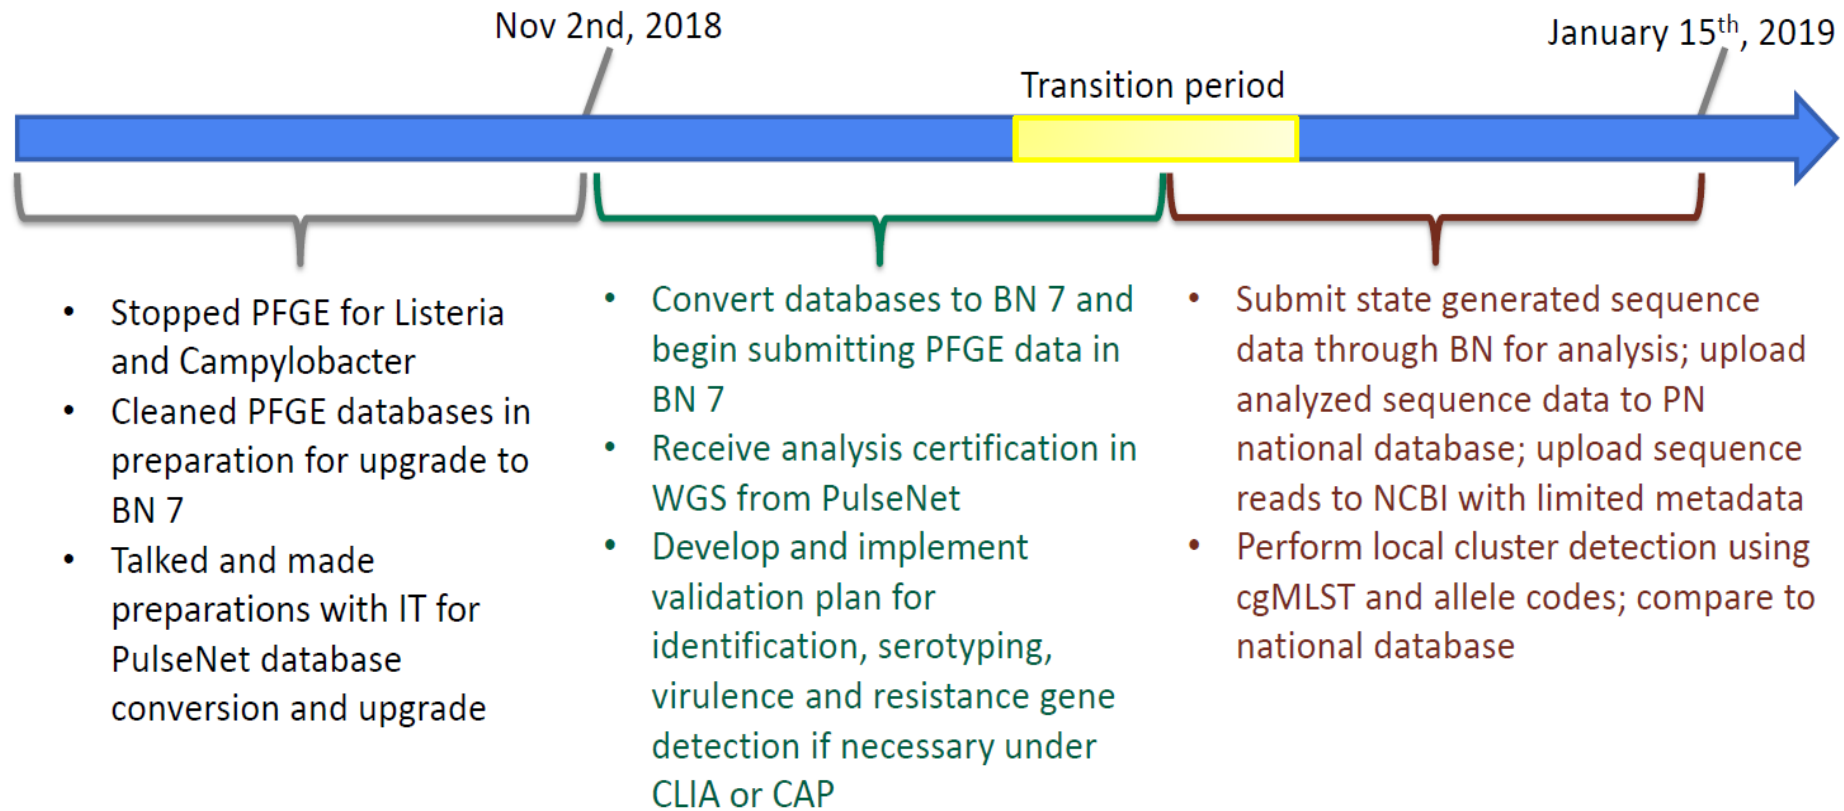 Nov 2nd, 2018
January 15th, 2019
Transition period
• Stopped PFGE for Listeria
and Campylobacter
• Cleaned PFGE databases in
preparation for upgrade to
BN 7
• Talked and made
preparations with IT for
PulseNet database
conversion and upgrade
• Convert databases to BN 7 and
begin submitting PFGE data in
BN 7
• Receive analysis certification in
WGS from PulseNet
• Develop and implement
validation plan for
identification, serotyping,
virulence and resistance gene
detection if necessary under
CLIA or CAP
• Submit state generated sequence
data through BN for analysis; upload
analyzed sequence data to PN
national database; upload sequence
reads to NCBI with limited metadata
• Perform local cluster detection using
cgMLST and allele codes; compare to
national database